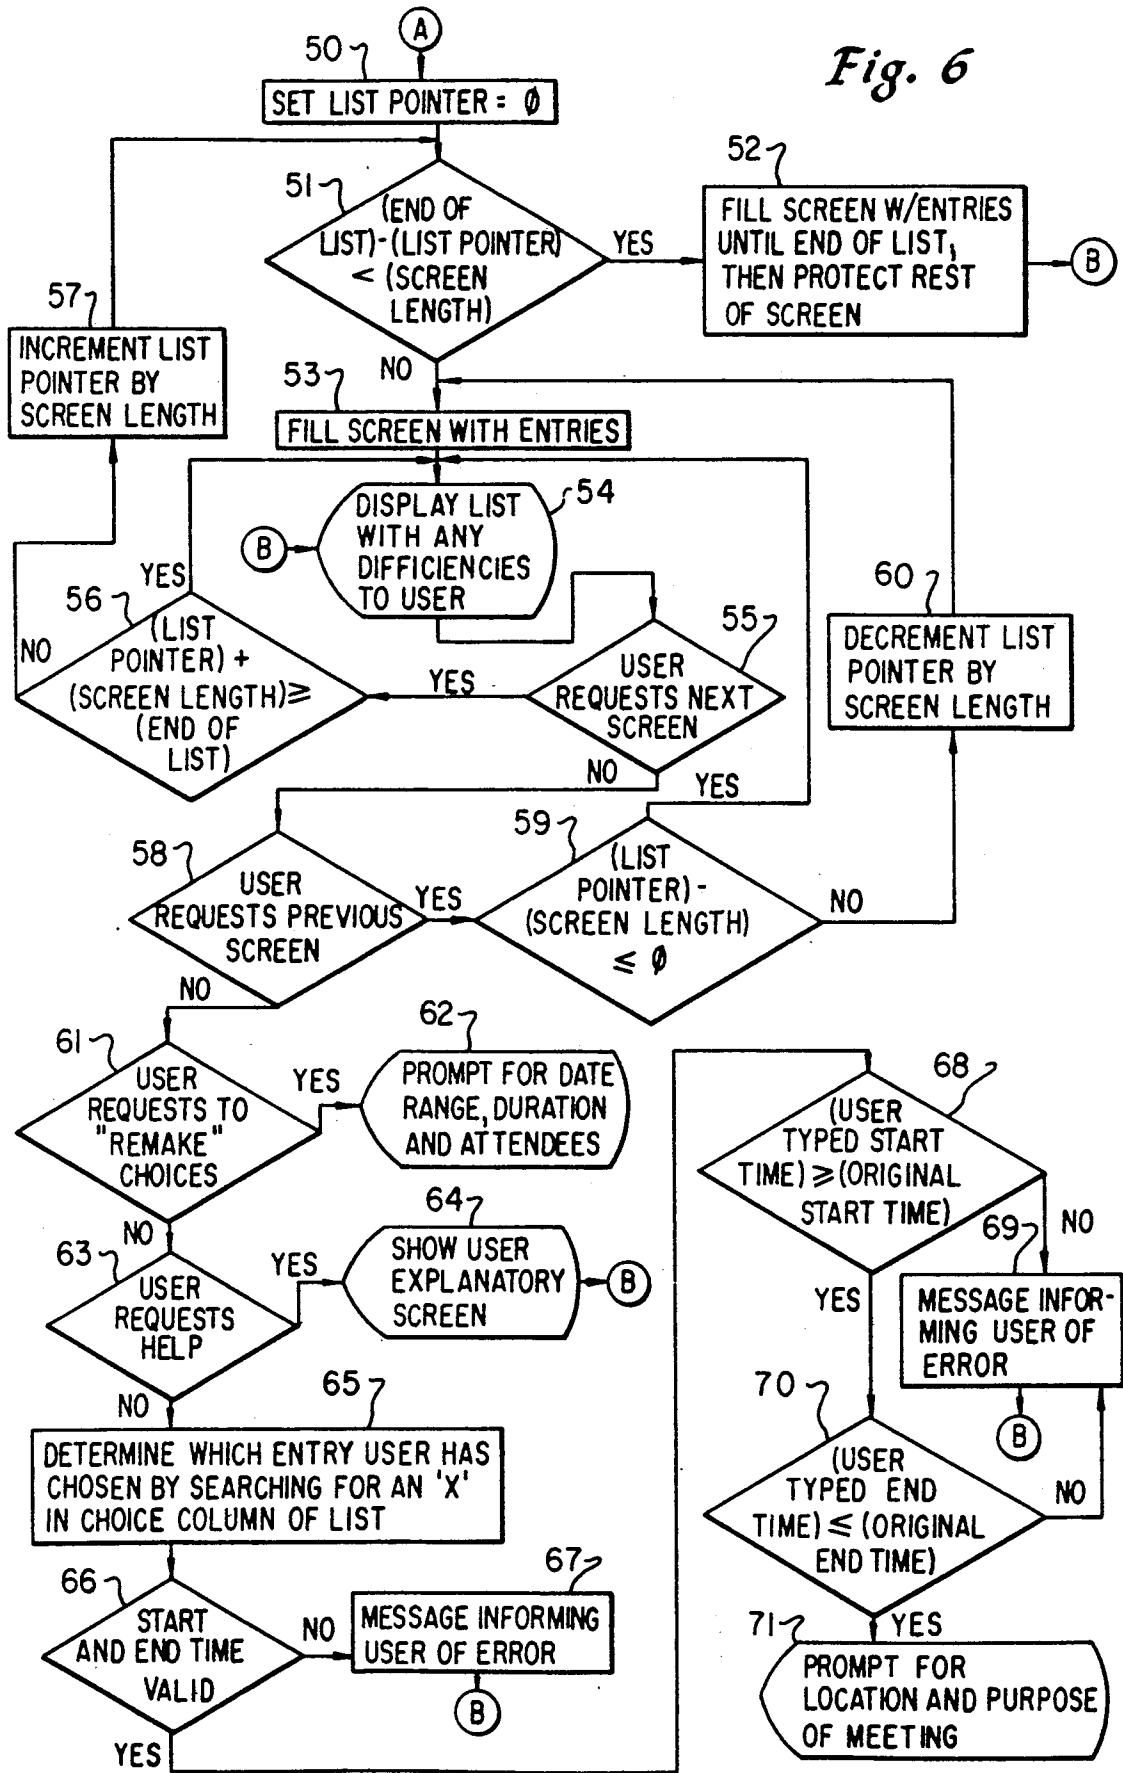 A
Fig. 6
50
SET LIST POINTER = ∅
51
(END OF
LIST)-(LIST POINTER)
< (SCREEN
LENGTH)
YES
NO
52
FILL SCREEN W/ENTRIES
UNTIL END OF LIST,
THEN PROTECT REST
OF SCREEN
B
57
INCREMENT LIST
POINTER BY
SCREEN LENGTH
53
FILL SCREEN WITH ENTRIES
54
DISPLAY LIST
WITH ANY
DIFFICIENCIES
TO USER
B
YES
56
(LIST
POINTER) +
(SCREEN LENGTH) ≥
(END OF
LIST)
NO
YES
55
USER
REQUESTS NEXT
SCREEN
NO
60
DECREMENT LIST
POINTER BY
SCREEN LENGTH
YES
58
USER
REQUESTS PREVIOUS
SCREEN
YES
NO
59
(LIST
POINTER) -
(SCREEN LENGTH)
≤ ∅
NO
61
USER
REQUESTS TO
"REMAKE"
CHOICES
YES
NO
62
PROMPT FOR DATE
RANGE, DURATION
AND ATTENDEES
63
USER
REQUESTS
HELP
YES
NO
64
SHOW USER
EXPLANATORY
SCREEN
B
65
DETERMINE WHICH ENTRY USER HAS
CHOSEN BY SEARCHING FOR AN 'X'
IN CHOICE COLUMN OF LIST
66
START
AND END TIME
VALID
NO
YES
67
MESSAGE INFORMING
USER OF ERROR
B
68
(USER
TYPED START
TIME) ≥ (ORIGINAL
START TIME)
NO
YES
69
MESSAGE INFOR-
MING USER OF
ERROR
B
70
(USER
TYPED END
TIME) ≤ (ORIGINAL
END TIME)
NO
YES
71
PROMPT FOR
LOCATION AND PURPOSE
OF MEETING